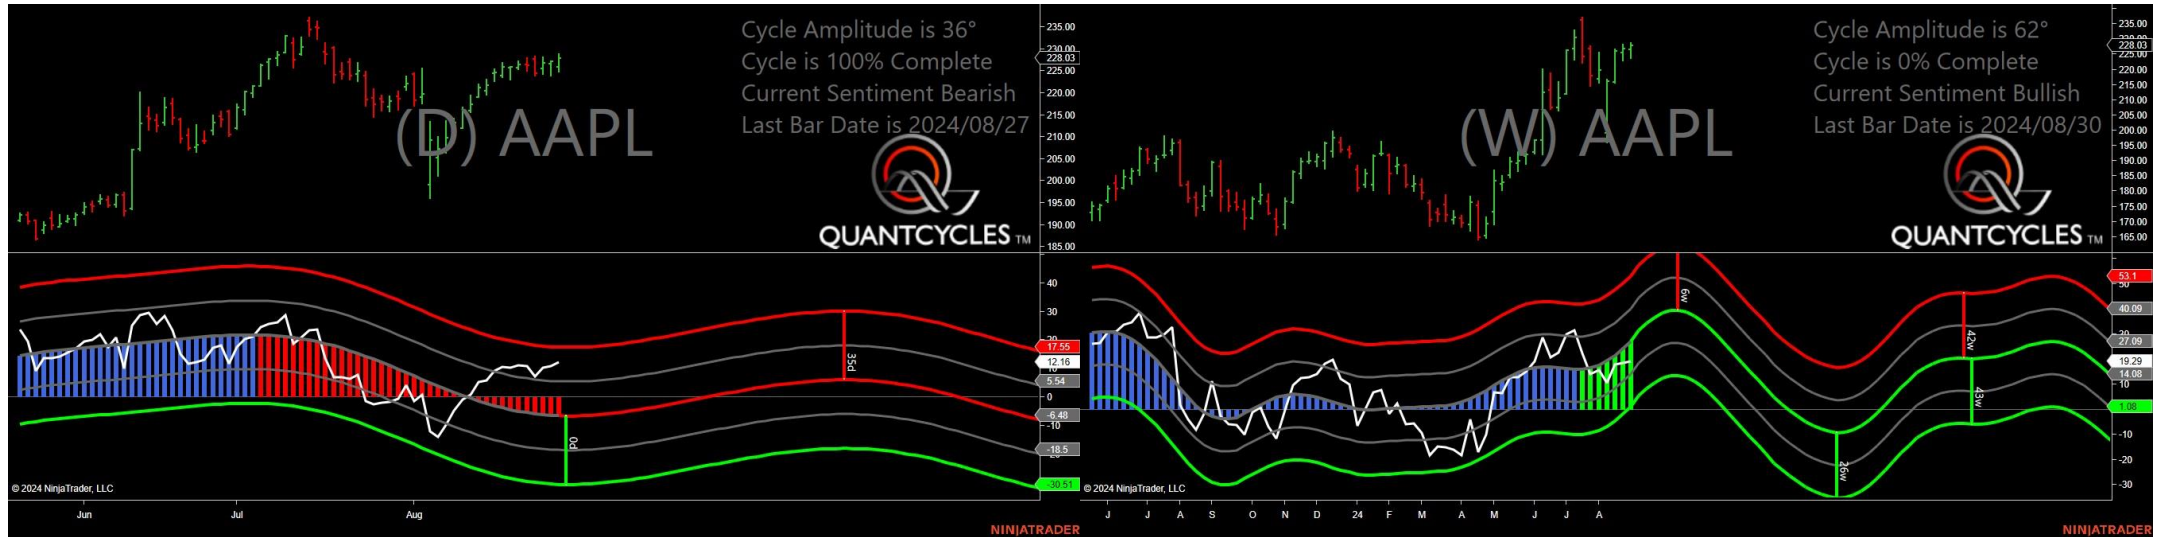 Cycle Amplitude is 36°
Cycle is 100% Complete
Current Sentiment Bearish
Last Bar Date is 2024/08/27
(D) AAPL
QUANTCYCLES TM
235.00
230.00
228.03
225.00
220.00
215.00
210.00
205.00
200.00
195.00
190.00
185.00
40
30
17.55
12.16
10
5.54
0
-6.48
-10
-18.5
-30.51
35d
0d
© 2024 NinjaTrader, LLC
Jun Jul Aug
NINJATRADER
Cycle Amplitude is 62°
Cycle is 0% Complete
Current Sentiment Bullish
Last Bar Date is 2024/08/30
(W) AAPL
QUANTCYCLES TM
235.00
230.00
228.03
220.00
215.00
210.00
205.00
200.00
195.00
190.00
185.00
180.00
175.00
170.00
165.00
53.1
50
40.09
30
27.09
19.29
14.08
10
1.08
-10
-20
-30
6w
42w
43w
26w
© 2024 NinjaTrader, LLC
J J A S O N D 24 F M A M J J A
NINJATRADER